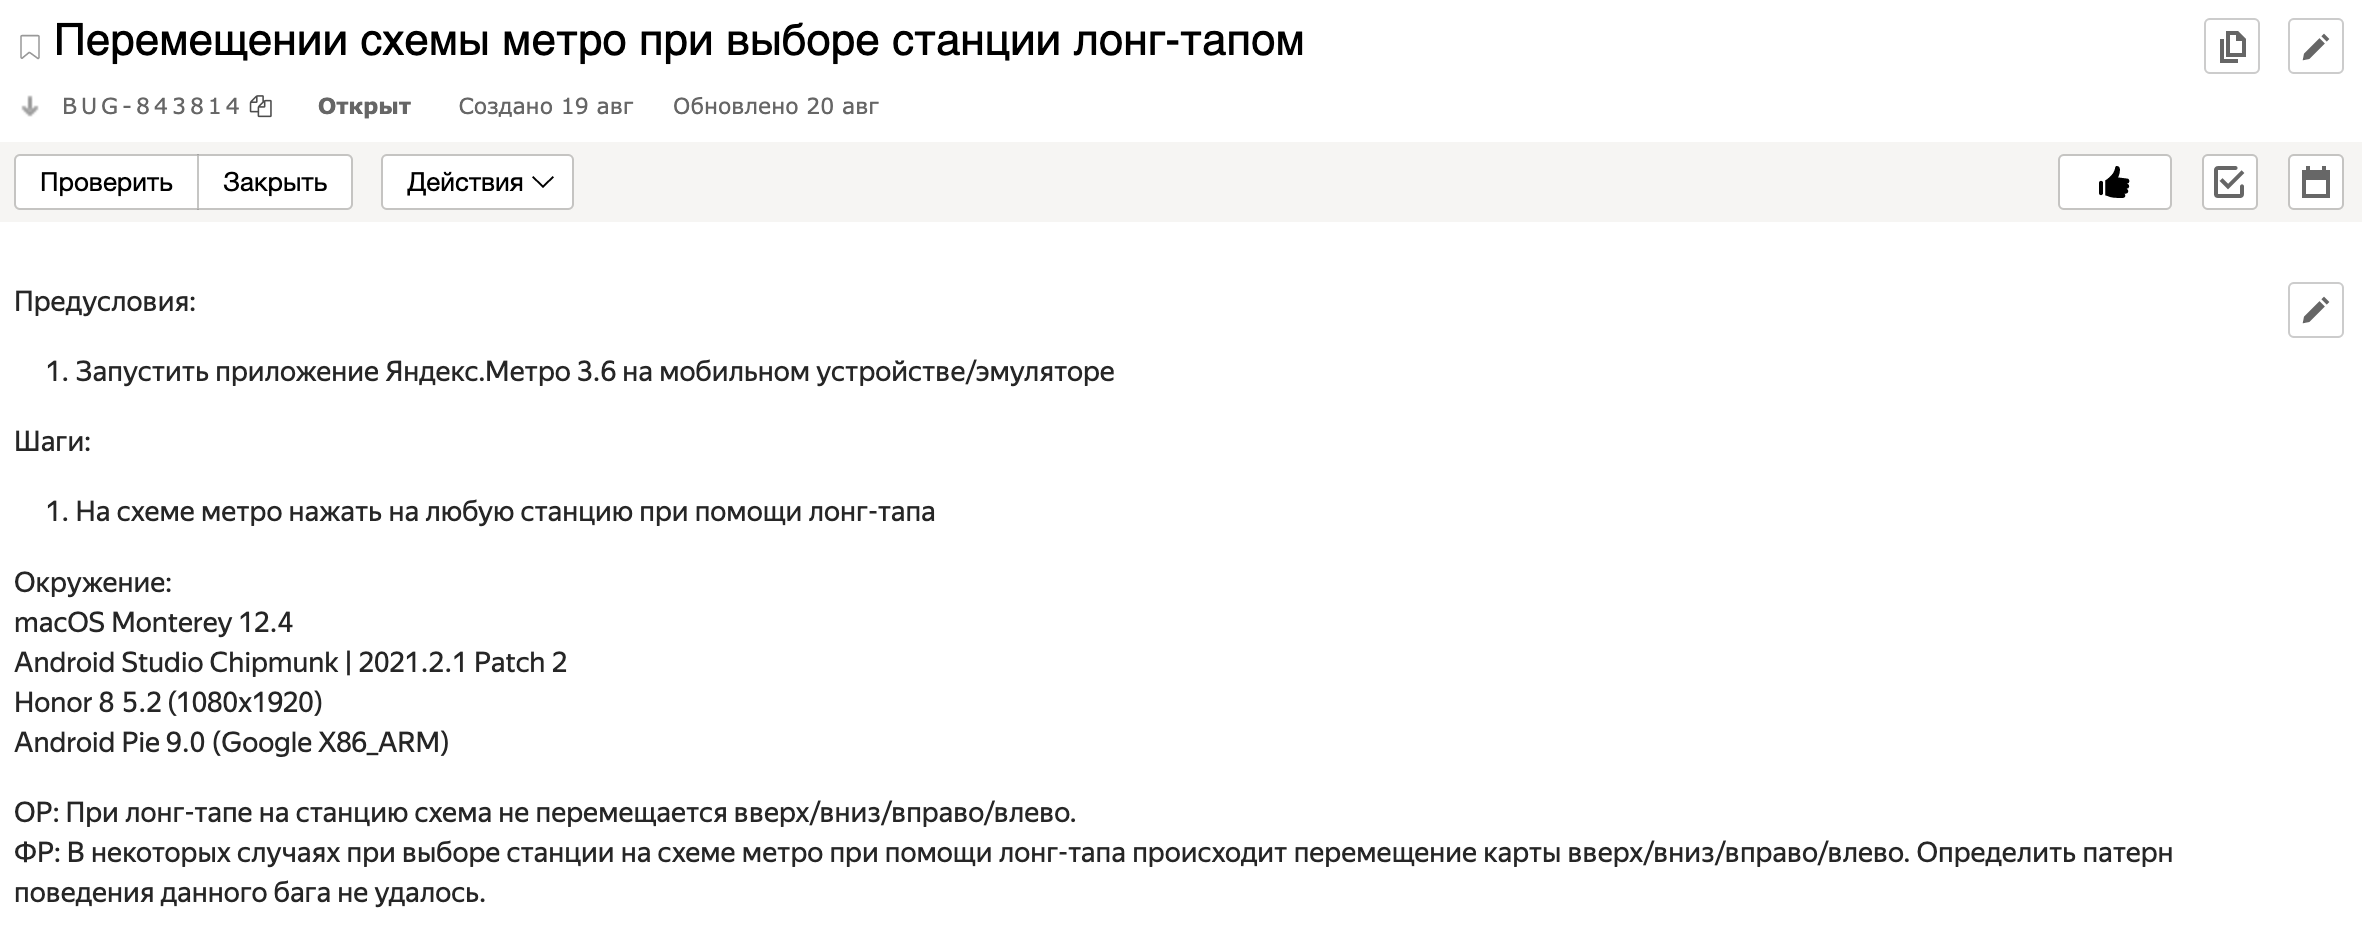 Перемещении схемы метро при выборе станции лонг-тапом
BUG-843814 Открыт Создано 19 авг Обновлено 20 авг
Проверить Закрыть Действия
Предусловия:
1. Запустить приложение Яндекс.Метро 3.6 на мобильном устройстве/эмуляторе
Шаги:
1. На схеме метро нажать на любую станцию при помощи лонг-тапа
Окружение:
macOS Monterey 12.4
Android Studio Chipmunk | 2021.2.1 Patch 2
Honor 8 5.2 (1080x1920)
Android Pie 9.0 (Google X86_ARM)
ОР: При лонг-тапе на станцию схема не перемещается вверх/вниз/вправо/влево.
ФР: В некоторых случаях при выборе станции на схеме метро при помощи лонг-тапа происходит перемещение карты вверх/вниз/вправо/влево. Определить патерн
поведения данного бага не удалось.